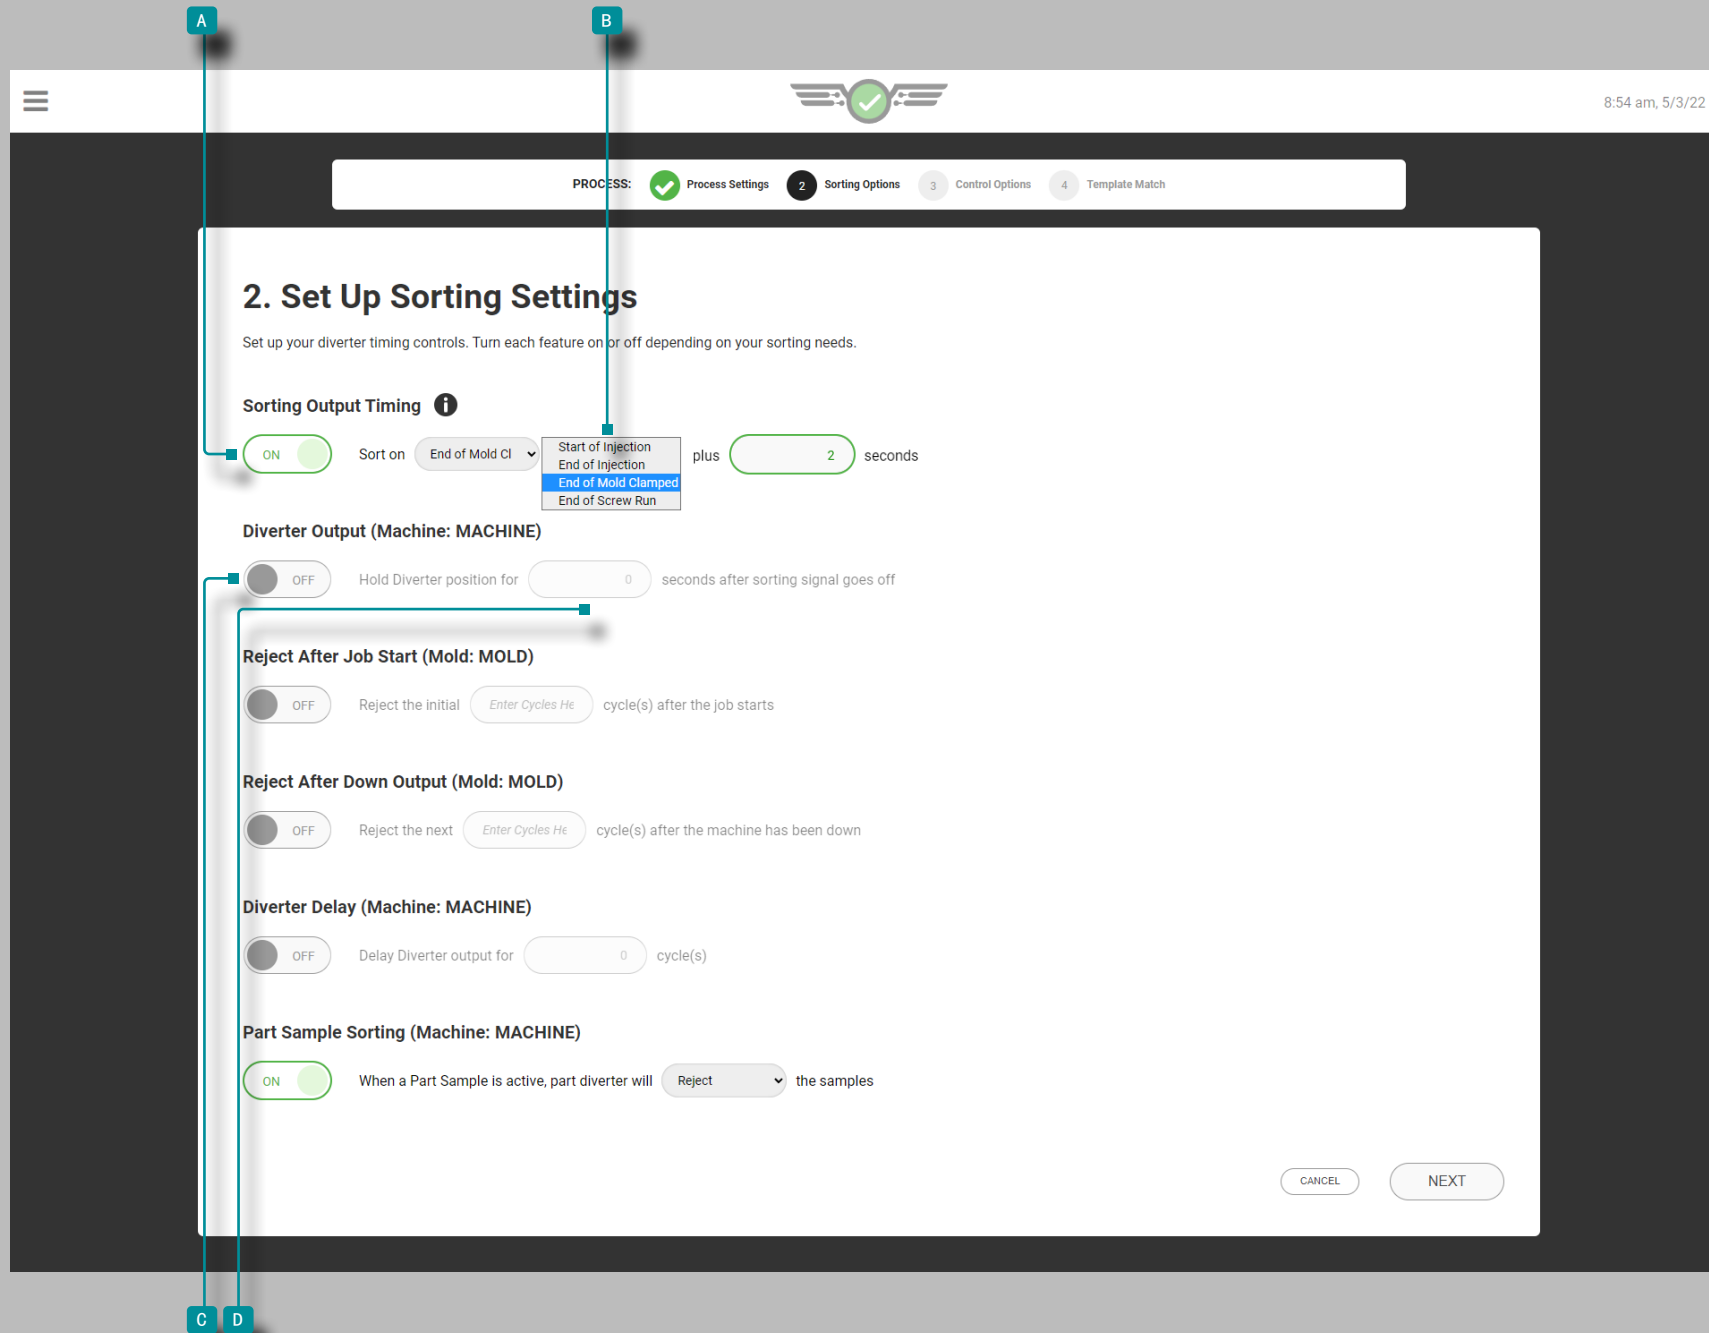 A
B
8:54 am, 5/3/22
PROCESS: Process Settings 2 Sorting Options 3 Control Options 4 Template Match
2. Set Up Sorting Settings
Set up your diverter timing controls. Turn each feature on or off depending on your sorting needs.
Sorting Output Timing i
ON Sort on End of Mold Cl plus 2 seconds
Start of Injection
End of Injection
End of Mold Clamped
End of Screw Run
Diverter Output (Machine: MACHINE)
OFF Hold Diverter position for 0 seconds after sorting signal goes off
Reject After Job Start (Mold: MOLD)
OFF Reject the initial Enter Cycles He cycle(s) after the job starts
Reject After Down Output (Mold: MOLD)
OFF Reject the next Enter Cycles He cycle(s) after the machine has been down
Diverter Delay (Machine: MACHINE)
OFF Delay Diverter output for 0 cycle(s)
Part Sample Sorting (Machine: MACHINE)
ON When a Part Sample is active, part diverter will Reject the samples
CANCEL NEXT
C D